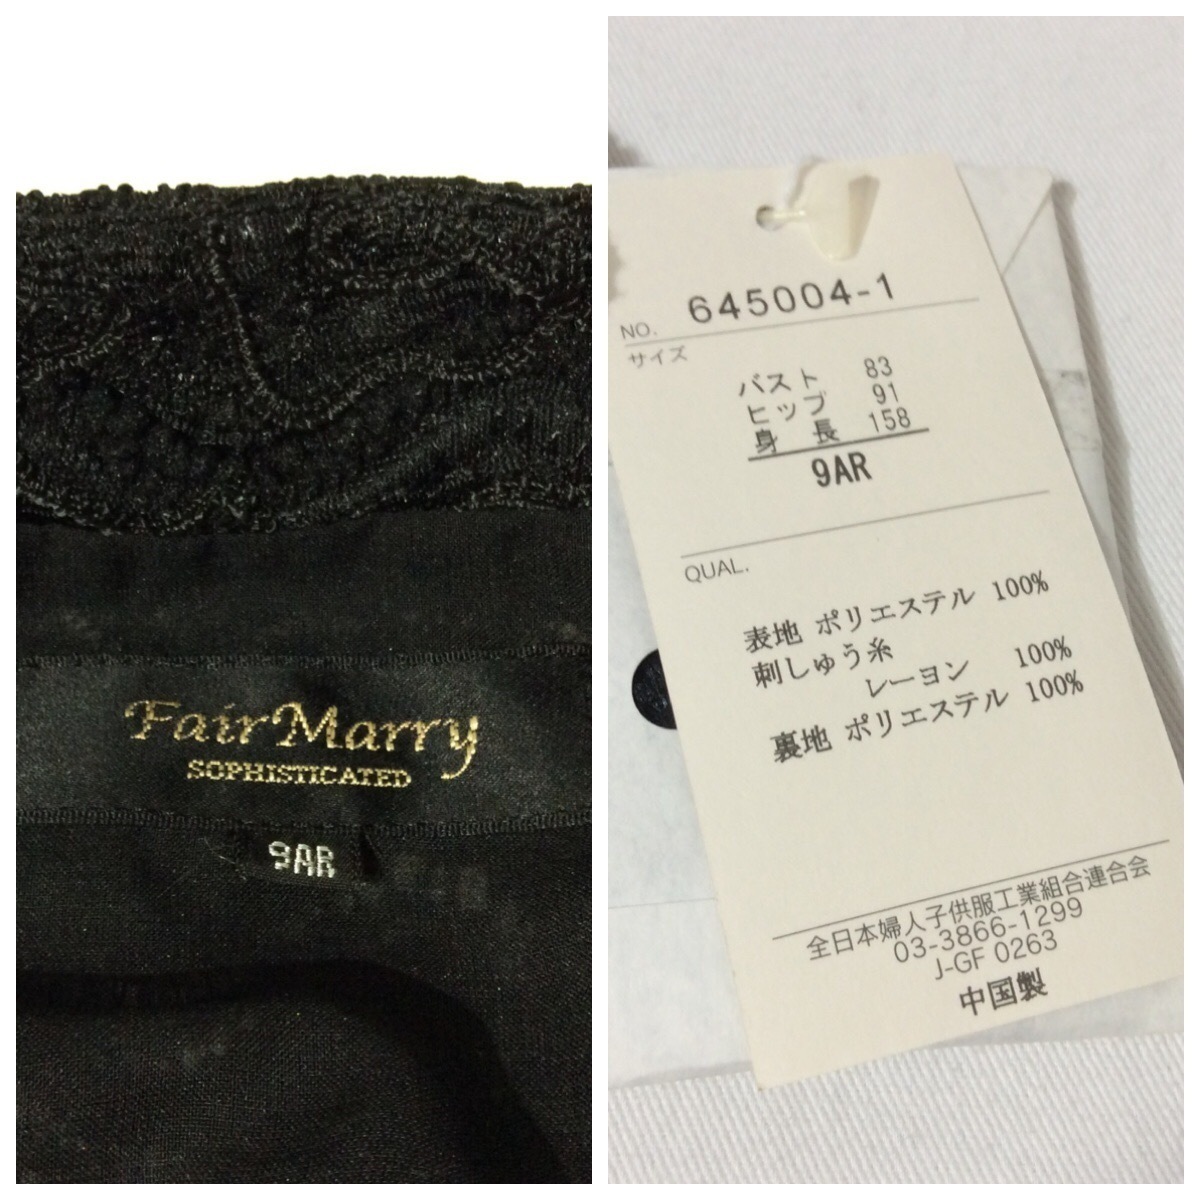 Fair Marry
SOPHISTICATED
9AR
NO. 645004-1
サイズ
バスト 83
ヒップ 91
身長 158
9AR
QUAL.
表地 ポリエステル 100%
刺しゅう糸
レーヨン 100%
裏地 ポリエステル 100%
全日本婦人子供服工業組合連合会
03-3866-1299
J-GF 0263
中国製